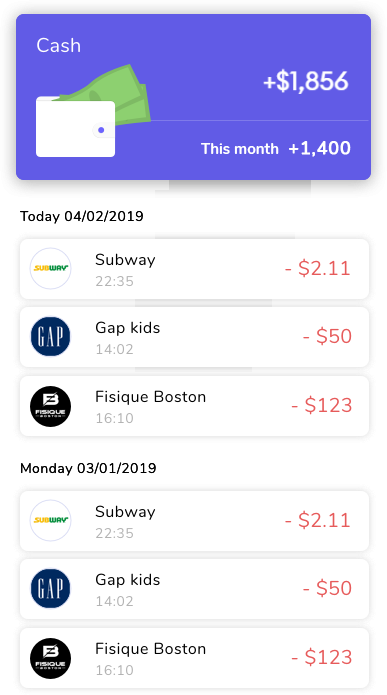 Cash
+$1,856
This month +1,400
Today 04/02/2019
SUBWAY
Subway
22:35
- $2.11
GAP
Gap kids
14:02
- $50
FISIQUE
BOSTON
Fisique Boston
16:10
- $123
Monday 03/01/2019
SUBWAY
Subway
22:35
- $2.11
GAP
Gap kids
14:02
- $50
FISIQUE
BOSTON
Fisique Boston
16:10
- $123